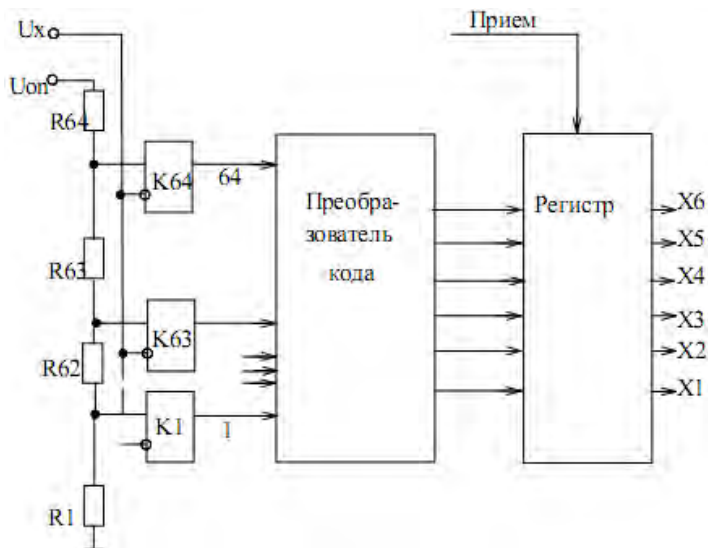 Ux
Uon
R64
R63
R62
R1
K64
K63
K1
64
1
Преобра-
зователь
кода
Прием
Регистр
X6
X5
X4
X3
X2
X1